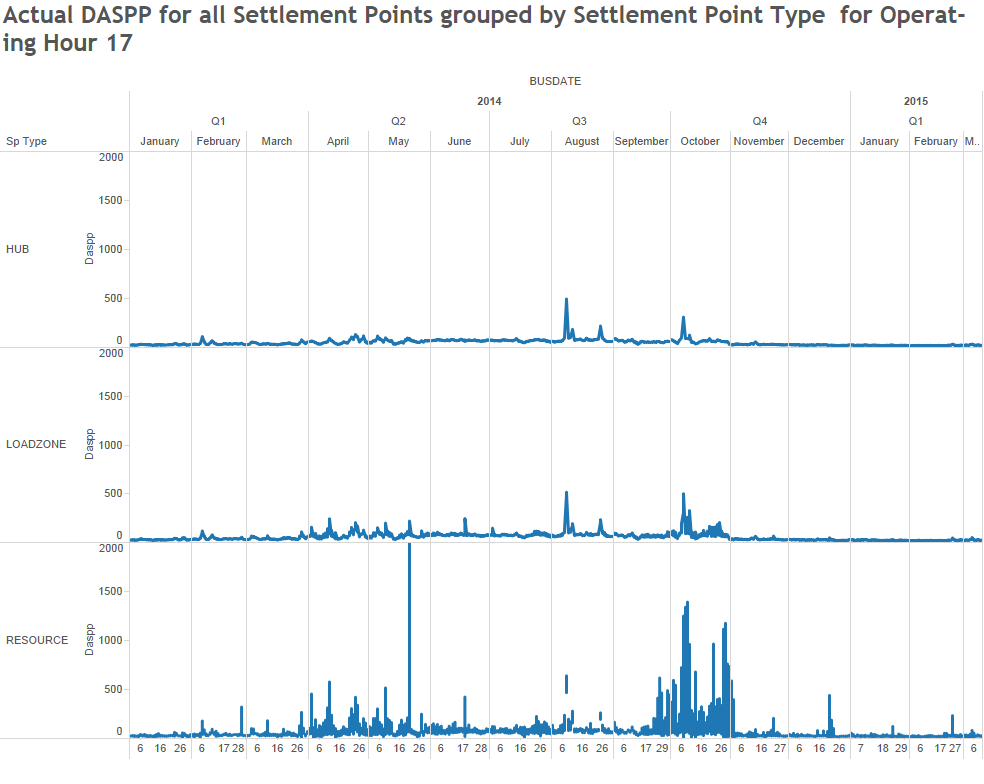 Actual DASPP for all Settlement Points grouped by Settlement Point Type for Operat-
ing Hour 17
BUSDATE
2014 2015
Q1 Q2 Q3 Q4 Q1
Sp Type January February March April May June July August September October November December January February M..
HUB
Daspp
2000
1500
1000
500
0
LOADZONE
Daspp
2000
1500
1000
500
0
RESOURCE
Daspp
2000
1500
1000
500
0
6 16 26 6 17 28 6 16 26 6 16 26 6 16 26 6 17 28 6 16 26 6 16 26 6 17 29 6 16 26 6 16 27 6 16 26 7 18 29 6 17 27 6